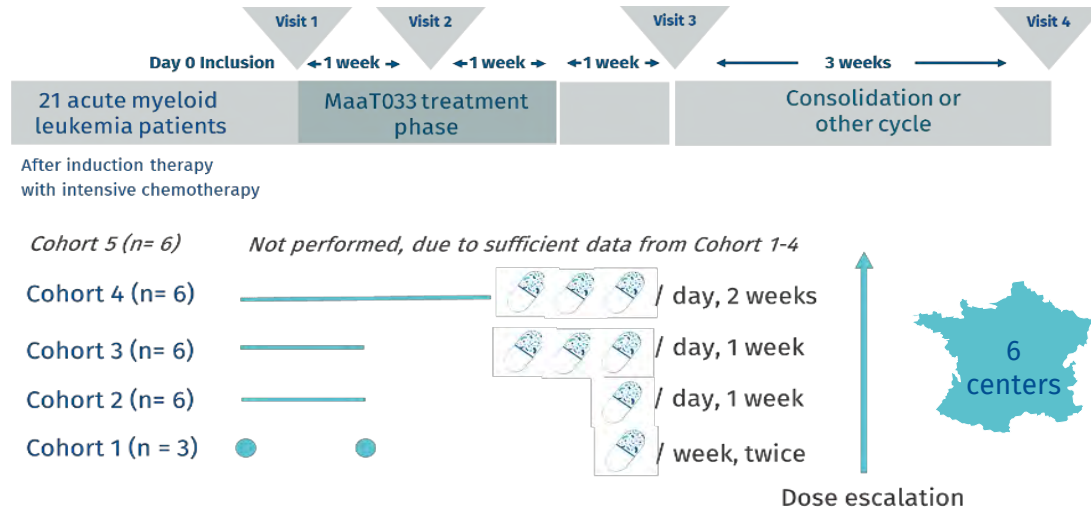 Visit 1
Visit 2
Visit 3
Visit 4
Day 0 Inclusion
1 week
1 week
1 week
3 weeks
21 acute myeloid
leukemia patients
MaaT033 treatment
phase
Consolidation or
other cycle
After induction therapy
with intensive chemotherapy
Cohort 5 (n= 6)
Not performed, due to sufficient data from Cohort 1-4
Cohort 4 (n= 6)
/ day, 2 weeks
Cohort 3 (n= 6)
/ day, 1 week
Cohort 2 (n= 6)
/ day, 1 week
Cohort 1 (n = 3)
/ week, twice
Dose escalation
6
centers